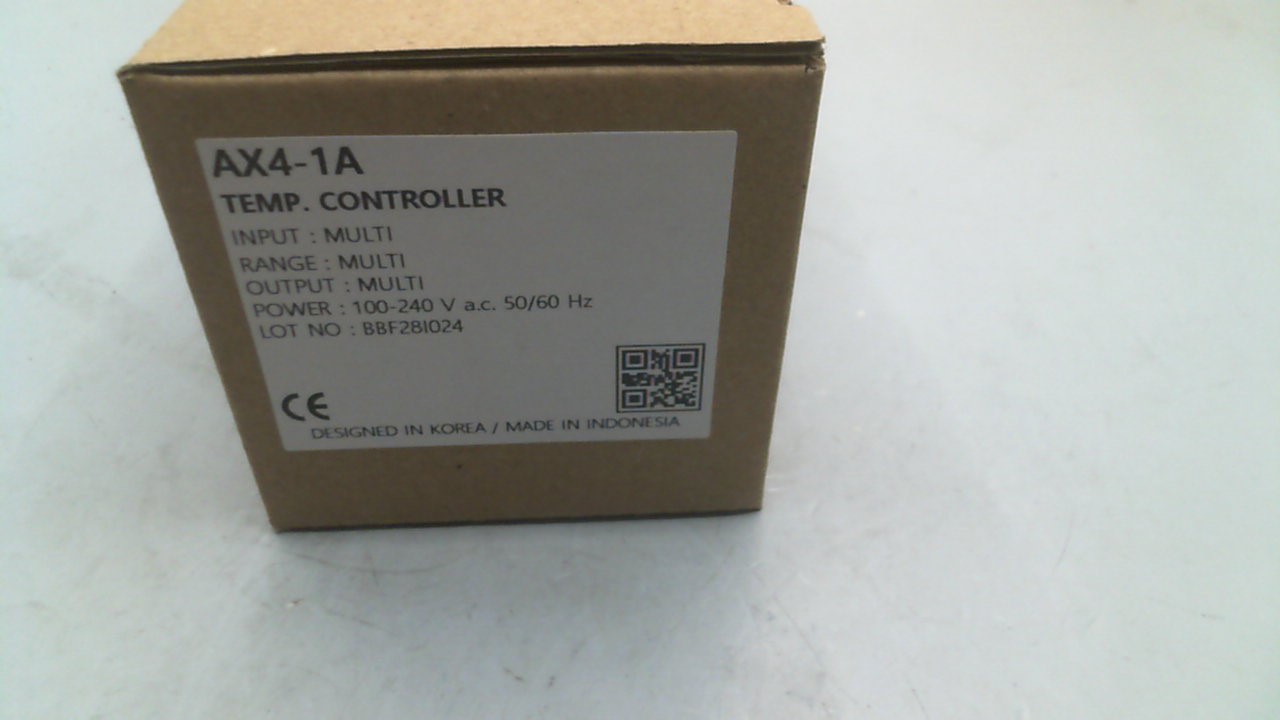 AX4-1A
TEMP. CONTROLLER
INPUT : MULTI
RANGE : MULTI
OUTPUT : MULTI
POWER : 100-240 V a.c. 50/60 Hz
LOT NO : BBF28I024
CE
DESIGNED IN KOREA / MADE IN INDONESIA